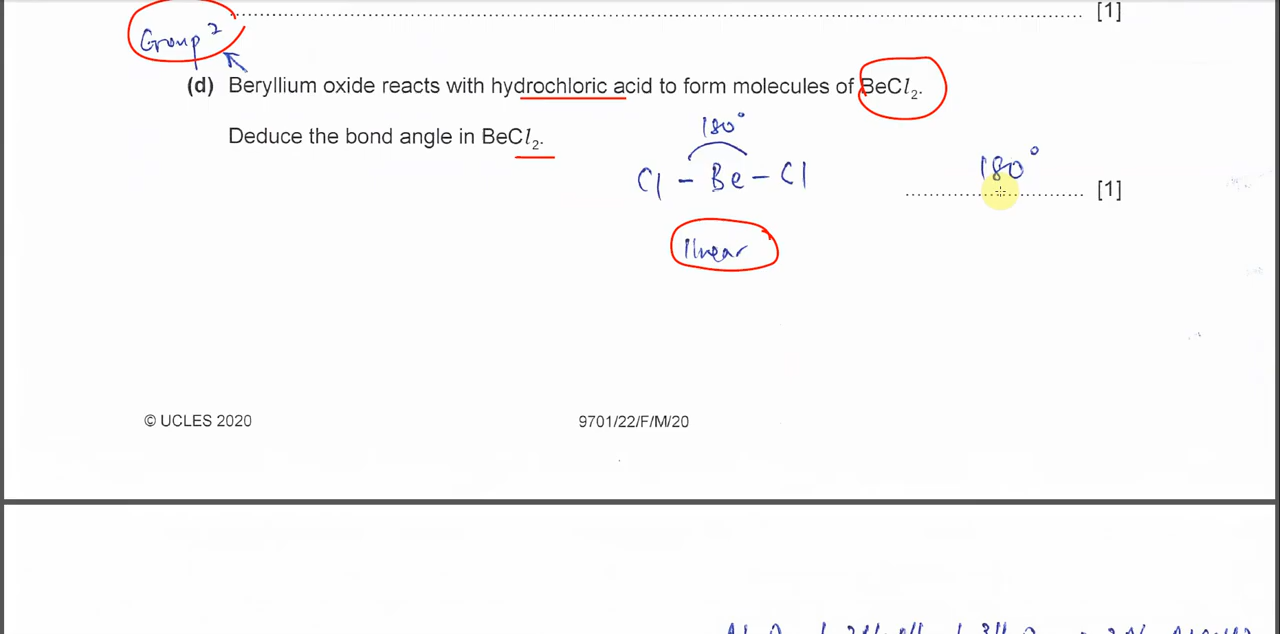 [1]
Group 2
(d) Beryllium oxide reacts with hydrochloric acid to form molecules of BeCl₂.
Deduce the bond angle in BeCl₂.
180°
Cl – Be – Cl
180°
[1]
linear
© UCLES 2020
9701/22/F/M/20